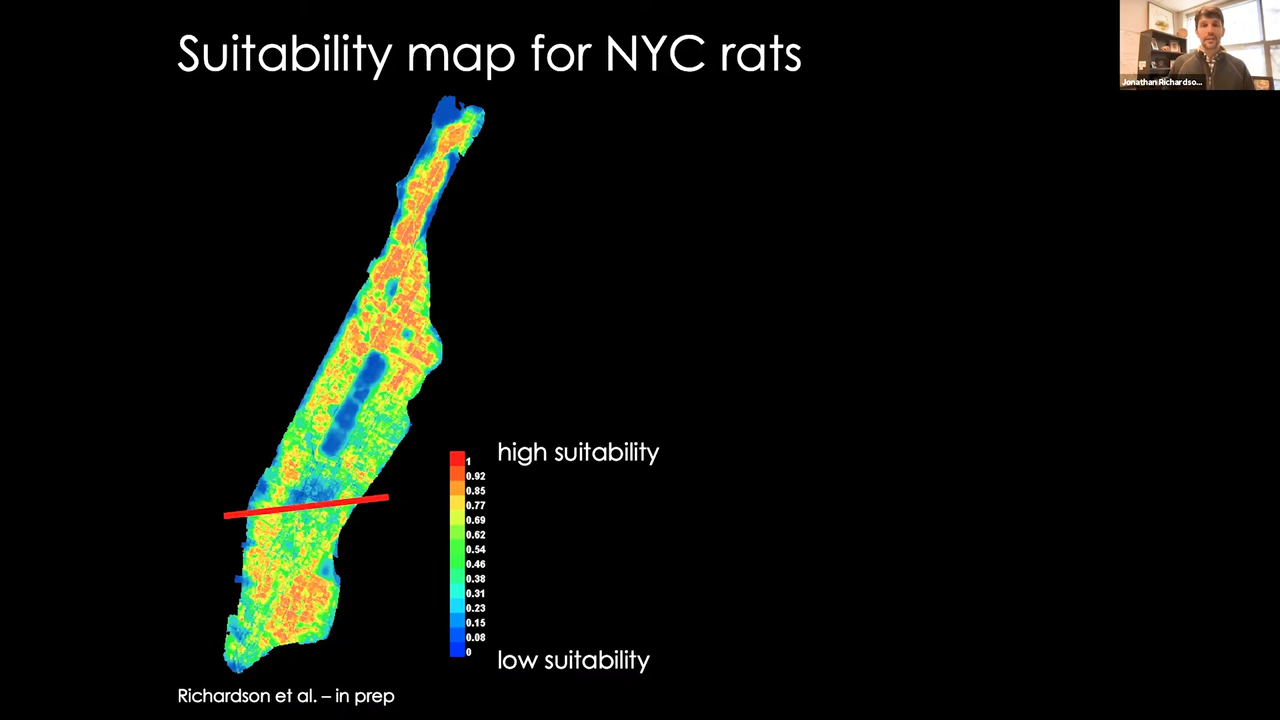 Suitability map for NYC rats
Jonathan Richardso...
high suitability
1
0.92
0.85
0.77
0.69
0.62
0.54
0.46
0.38
0.31
0.23
0.15
0.08
0
low suitability
Richardson et al. – in prep